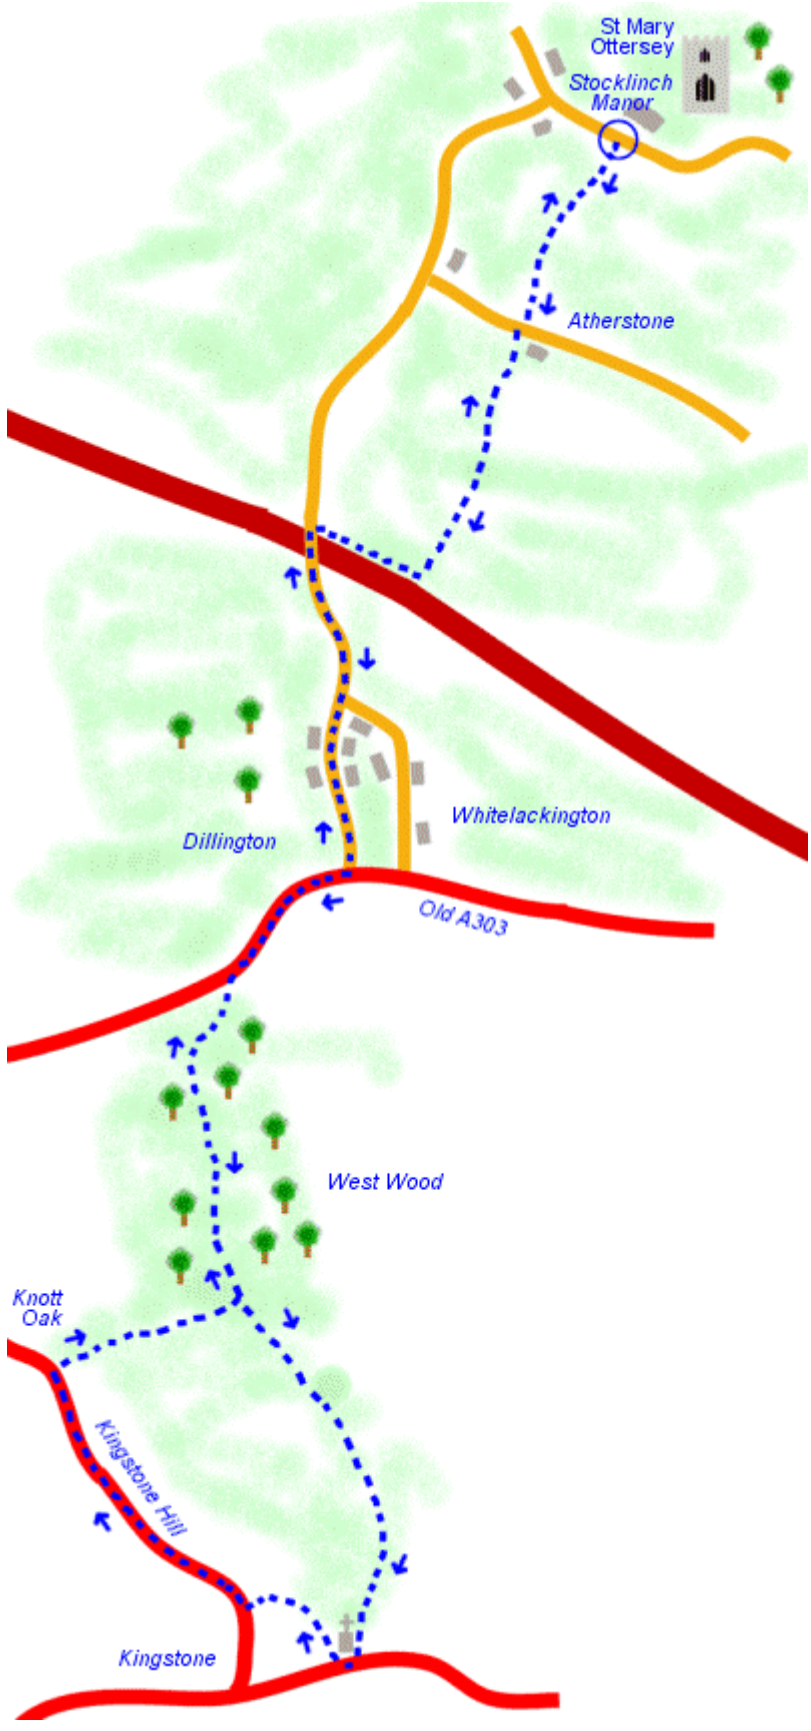 St Mary
Ottersey
Stocklinch
Manor
Atherstone
Whitelackington
Dillington
Old A303
West Wood
Knott
Oak
Kingstone Hill
Kingstone